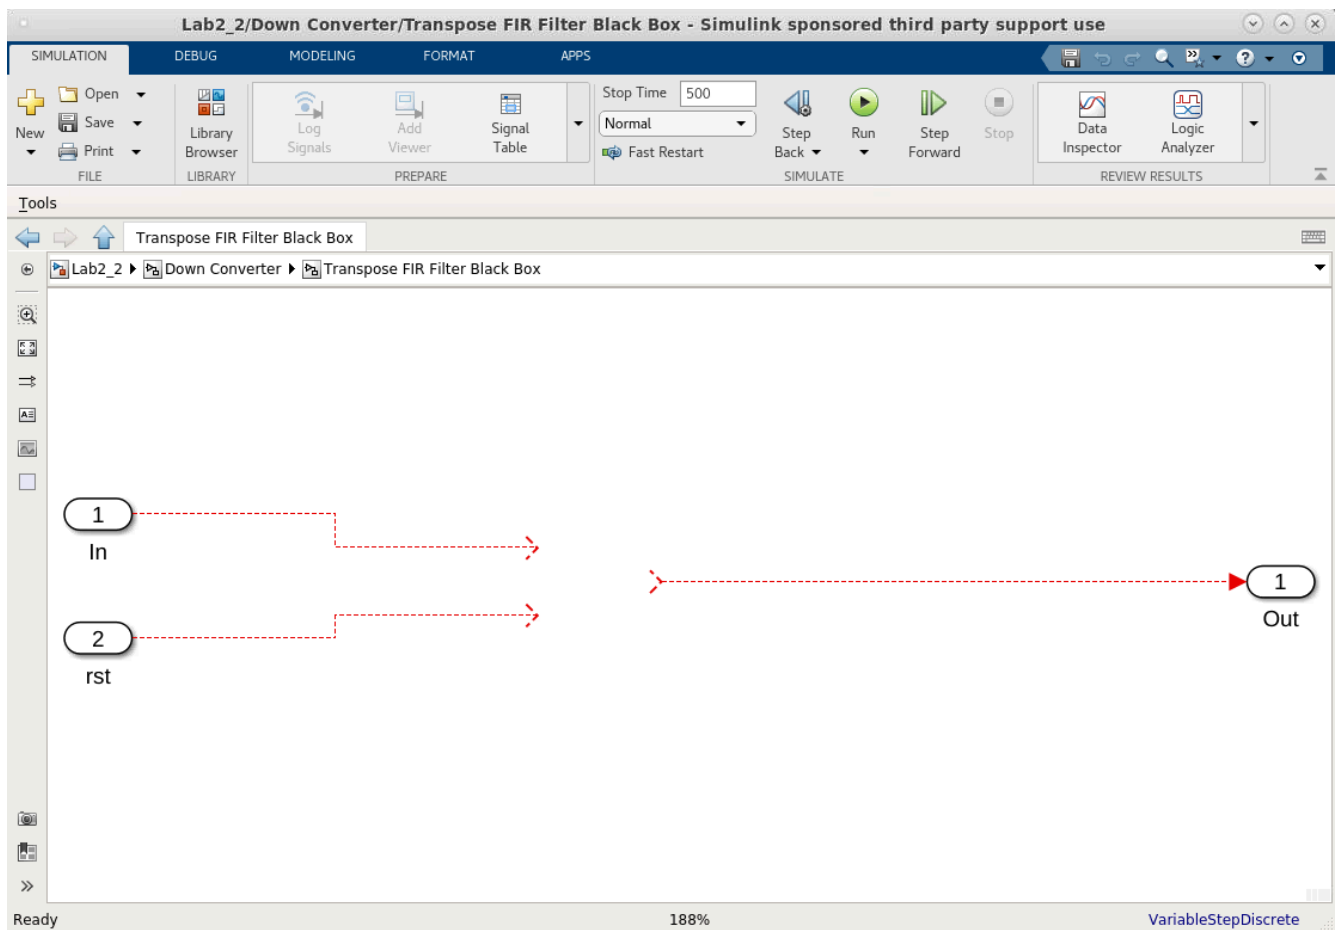 Lab2_2/Down Converter/Transpose FIR Filter Black Box - Simulink sponsored third party support use
SIMULATION DEBUG MODELING FORMAT APPS
New
Open
Save
Print
FILE
Library
Browser
LIBRARY
Log
Signals
Add
Viewer
Signal
Table
PREPARE
Stop Time 500
Normal
Fast Restart
Step
Back
Run
Step
Forward
Stop
SIMULATE
Data
Inspector
Logic
Analyzer
REVIEW RESULTS
Tools
Transpose FIR Filter Black Box
Lab2_2 Down Converter Transpose FIR Filter Black Box
1
In
2
rst
1
Out
Ready 188% VariableStepDiscrete